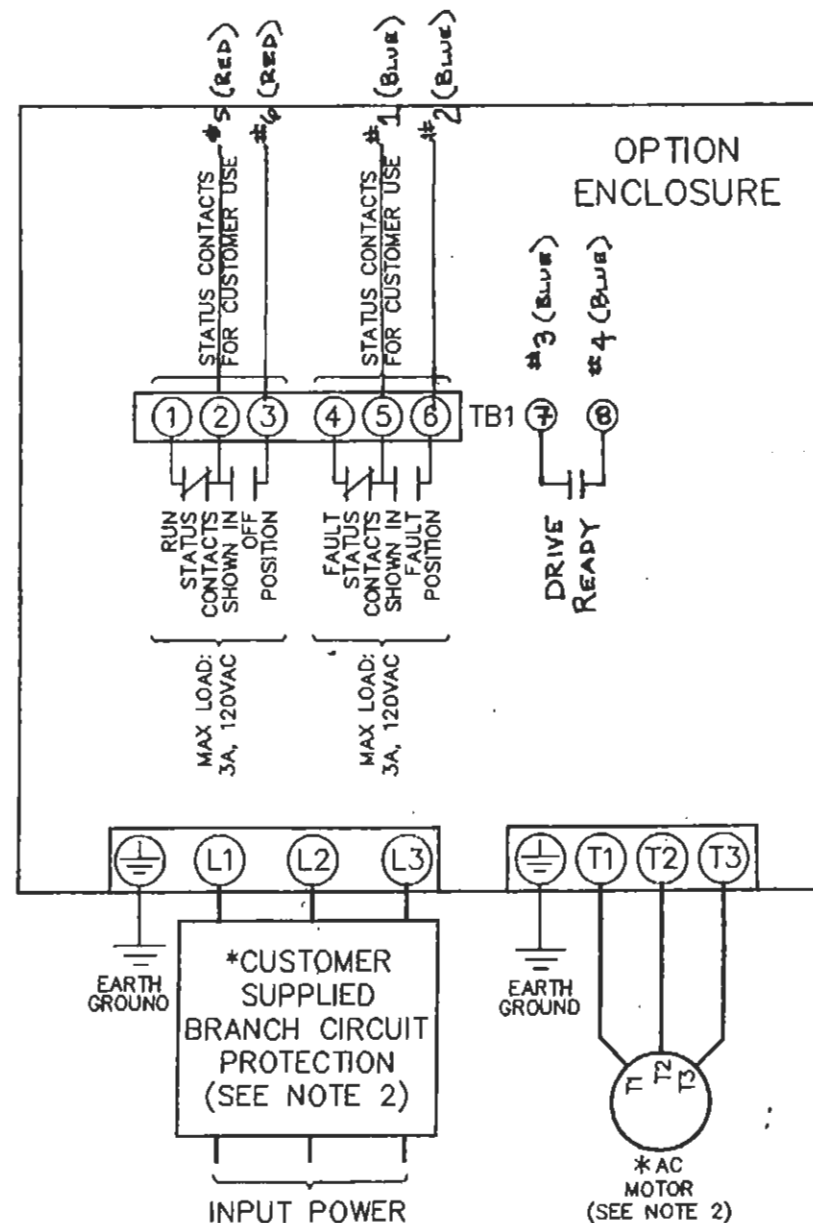 #5 (RED)
#6 (RED)
#1 (BLUE)
#2 (BLUE)
OPTION
ENCLOSURE
STATUS CONTACTS
FOR CUSTOMER USE
STATUS CONTACTS
FOR CUSTOMER USE
#3 (BLUE)
#4 (BLUE)
1 2 3 4 5 6 TB1 7 8
RUN
STATUS
CONTACTS
SHOWN IN
OFF
POSITION
FAULT
STATUS
CONTACTS
SHOWN IN
FAULT
POSITION
DRIVE
READY
MAX LOAD:
3A, 120VAC
MAX LOAD:
3A, 120VAC
L1 L2 L3
T1 T2 T3
EARTH
GROUND
*CUSTOMER
SUPPLIED
BRANCH CIRCUIT
PROTECTION
(SEE NOTE 2)
EARTH
GROUND
T1 T2 T3
INPUT POWER
*AC
MOTOR
(SEE NOTE 2)